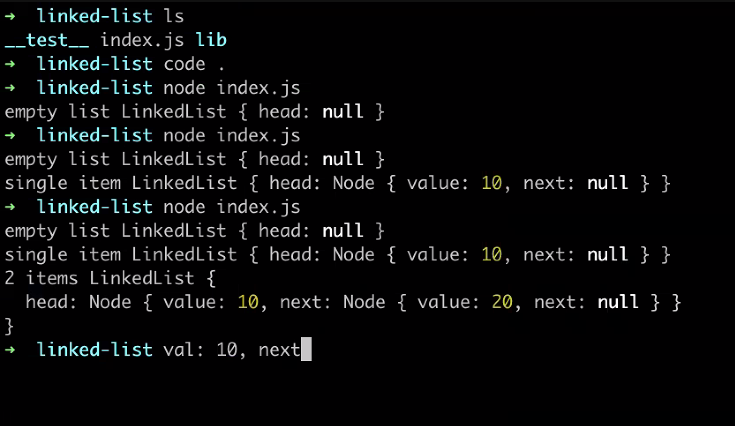 ➜  linked-list ls
__test__ index.js lib
➜  linked-list code .
➜  linked-list node index.js
empty list LinkedList { head: null }
➜  linked-list node index.js
empty list LinkedList { head: null }
single item LinkedList { head: Node { value: 10, next: null } }
➜  linked-list node index.js
empty list LinkedList { head: null }
single item LinkedList { head: Node { value: 10, next: null } }
2 items LinkedList {
  head: Node { value: 10, next: Node { value: 20, next: null } }
}
➜  linked-list val: 10, next